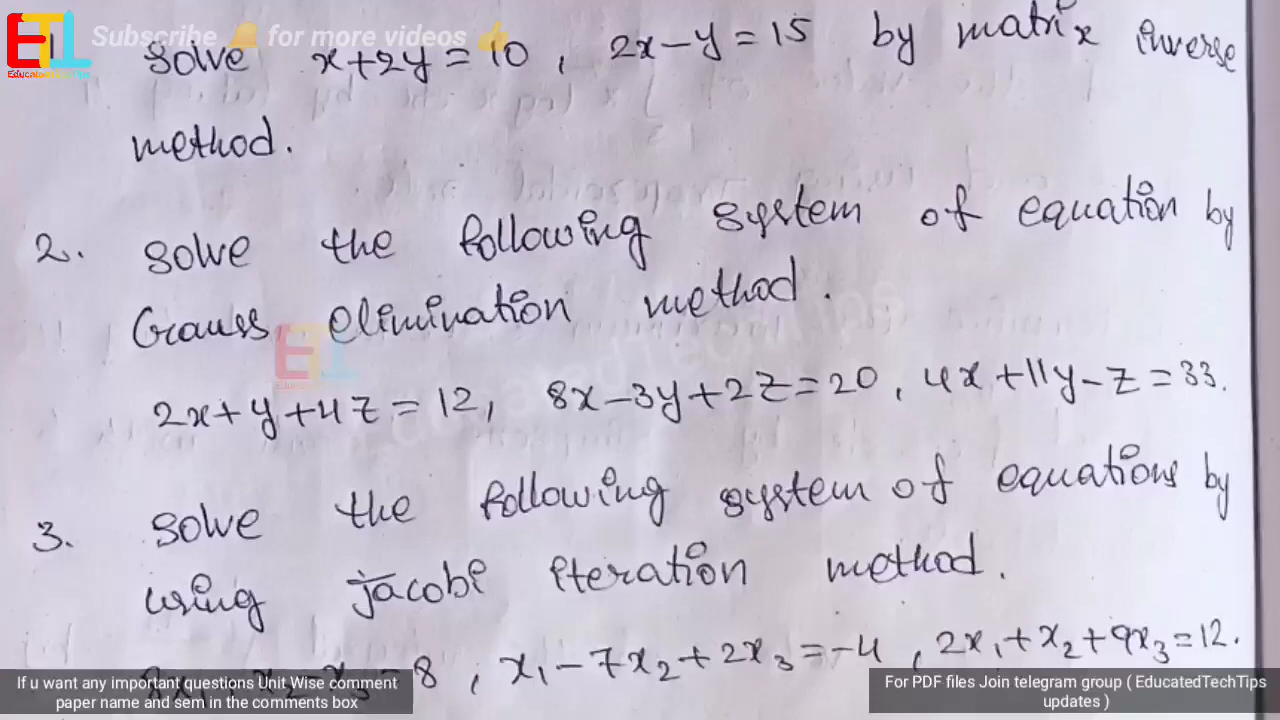 ETL
EducatedTechTips
Subscribe 🔔 for more videos 👍
1 solve x+2y=10, 2x-y=15 by matrix inverse
method.
2. solve the following system of equation by
Gauss elimination method.
2x+y+4z=12, 8x-3y+2z=20, 4x+11y-z=33.
3. solve the following system of equations by
using jacobi iteration method.
=8, x₁-7x₂+2x₃=-4, 2x₁+x₂+9x₃=12.
If u want any important questions Unit Wise comment
paper name and sem in the comments box
For PDF files Join telegram group ( EducatedTechTips
updates )